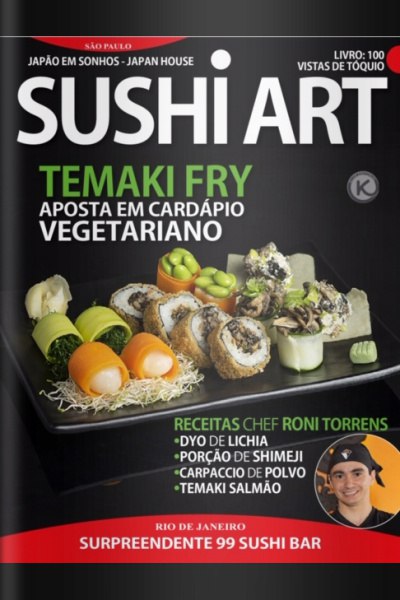 SÃO PAULO
JAPÃO EM SONHOS - JAPAN HOUSE
LIVRO: 100
VISTAS DE TÓQUIO
SUSHi ART
TEMAKI FRY
K
APOSTA EM CARDÁPIO
VEGETARIANO
RECEITAS CHEF RONI TORRENS
•DYO DE LICHIA
•PORÇÃO DE SHIMEJI
•CARPACCIO DE POLVO
•TEMAKI SALMÃO
RIO DE JANEIRO
SURPREENDENTE 99 SUSHI BAR